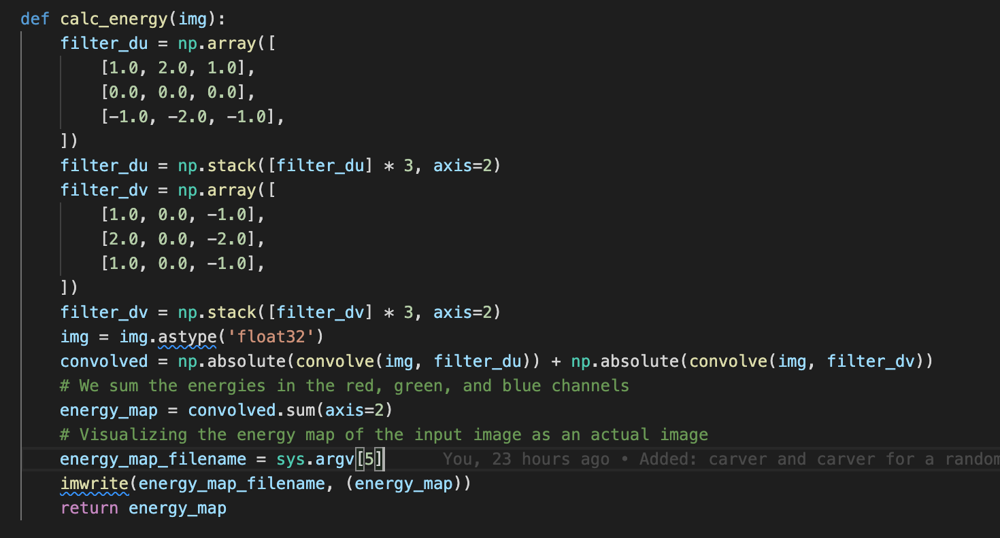 def calc_energy(img):
    filter_du = np.array([
        [1.0, 2.0, 1.0],
        [0.0, 0.0, 0.0],
        [-1.0, -2.0, -1.0],
    ])
    filter_du = np.stack([filter_du] * 3, axis=2)
    filter_dv = np.array([
        [1.0, 0.0, -1.0],
        [2.0, 0.0, -2.0],
        [1.0, 0.0, -1.0],
    ])
    filter_dv = np.stack([filter_dv] * 3, axis=2)
    img = img.astype('float32')
    convolved = np.absolute(convolve(img, filter_du)) + np.absolute(convolve(img, filter_dv))
    # We sum the energies in the red, green, and blue channels
    energy_map = convolved.sum(axis=2)
    # Visualizing the energy map of the input image as an actual image
    energy_map_filename = sys.argv[5]      You, 23 hours ago • Added: carver and carver for a random
    imwrite(energy_map_filename, (energy_map))
    return energy_map